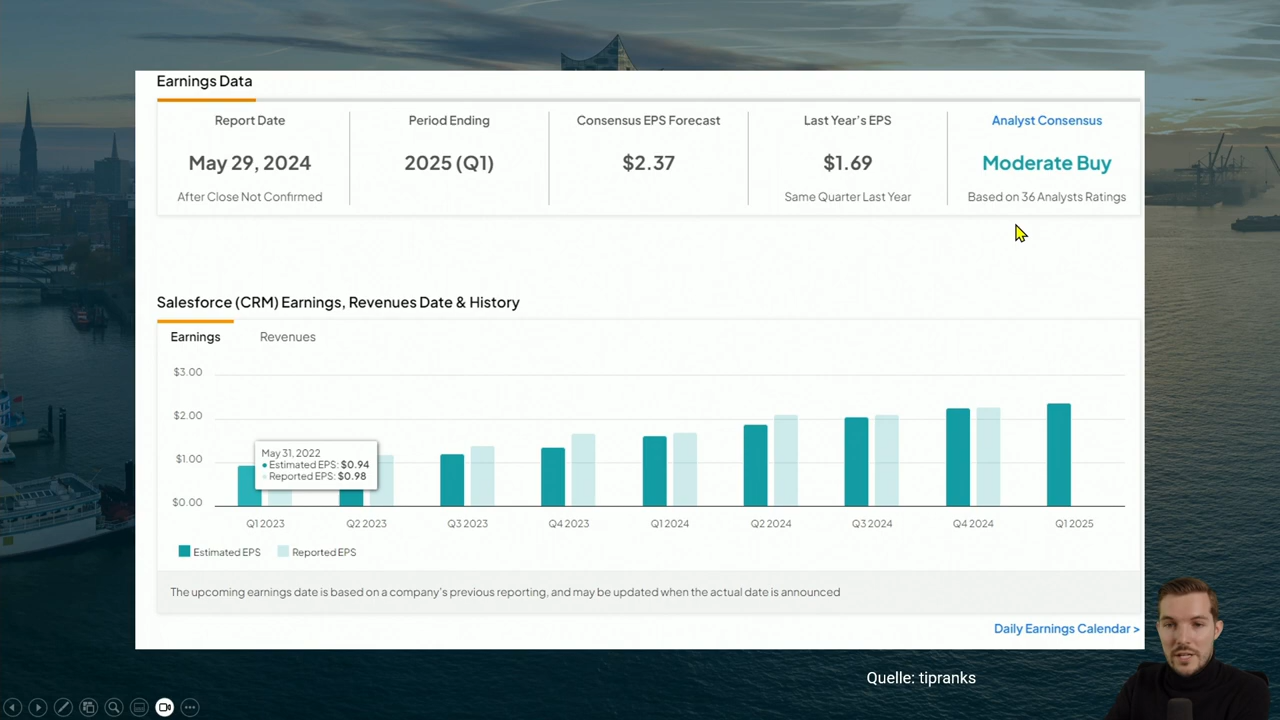 Earnings Data
Report Date
May 29, 2024
After Close Not Confirmed
Period Ending
2025 (Q1)
Consensus EPS Forecast
$2.37
Last Year's EPS
$1.69
Same Quarter Last Year
Analyst Consensus
Moderate Buy
Based on 36 Analysts Ratings
Salesforce (CRM) Earnings, Revenues Date & History
Earnings Revenues
$3.00
$2.00
$1.00
$0.00
May 31, 2022
Estimated EPS: $0.94
Reported EPS: $0.98
Q1 2023 Q2 2023 Q3 2023 Q4 2023 Q1 2024 Q2 2024 Q3 2024 Q4 2024 Q1 2025
Estimated EPS Reported EPS
The upcoming earnings date is based on a company's previous reporting, and may be updated when the actual date is announced
Daily Earnings Calendar >
Quelle: tipranks